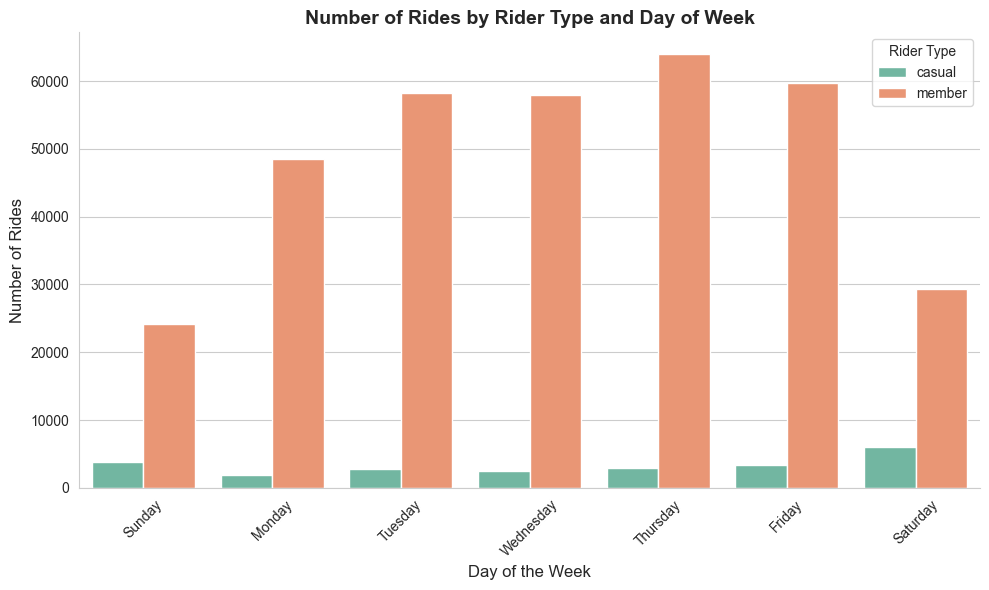 Number of Rides by Rider Type and Day of Week
Rider Type
casual
member
Number of Rides
60000
50000
40000
30000
20000
10000
0
Sunday
Monday
Tuesday
Wednesday
Thursday
Friday
Saturday
Day of the Week